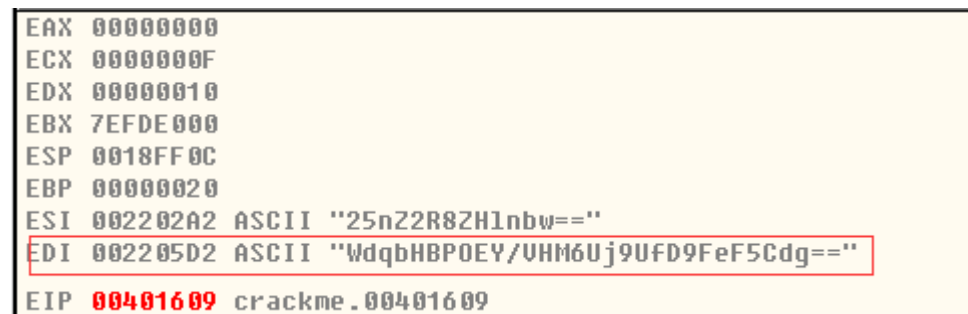 EAX 00000000
ECX 0000000F
EDX 00000010
EBX 7EFDE000
ESP 0018FF0C
EBP 00000020
ESI 002202A2 ASCII "25nZ2R8ZHlnbw=="
EDI 002205D2 ASCII "WdqbHBPOEY/VHM6Uj9UfD9FeF5Cdg=="
EIP 00401609 crackme.00401609